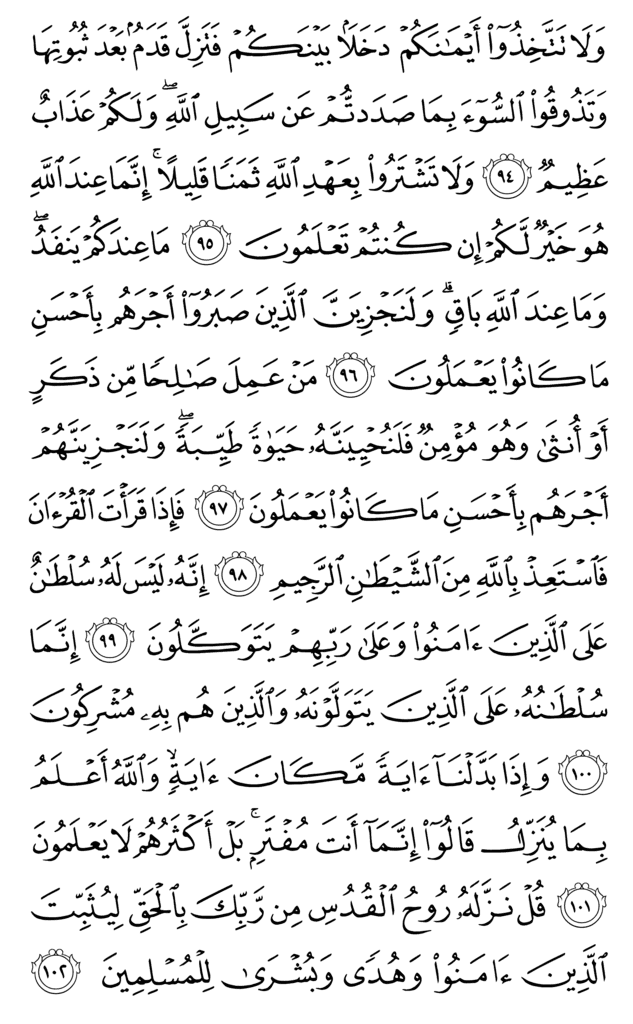 وَلَا تَتَّخِذُوٓا۟ أَيْمَـٰنَكُمْ دَخَلًۢا بَيْنَكُمْ فَتَزِلَّ قَدَمٌۢ بَعْدَ ثُبُوتِهَا
وَتَذُوقُوا۟ ٱلسُّوٓءَ بِمَا صَدَدتُّمْ عَن سَبِيلِ ٱللَّهِ ۖ وَلَكُمْ عَذَابٌ
عَظِيمٌ ٩٤ وَلَا تَشْتَرُوا۟ بِعَهْدِ ٱللَّهِ ثَمَنًا قَلِيلًا ۚ إِنَّمَا عِندَ ٱللَّهِ
هُوَ خَيْرٌ لَّكُمْ إِن كُنتُمْ تَعْلَمُونَ ٩٥ مَا عِندَكُمْ يَنفَدُ ۖ
وَمَا عِندَ ٱللَّهِ بَاقٍ ۗ وَلَنَجْزِيَنَّ ٱلَّذِينَ صَبَرُوٓا۟ أَجْرَهُم بِأَحْسَنِ
مَا كَانُوا۟ يَعْمَلُونَ ٩٦ مَنْ عَمِلَ صَـٰلِحًا مِّن ذَكَرٍ
أَوْ أُنثَىٰ وَهُوَ مُؤْمِنٌ فَلَنُحْيِيَنَّهُۥ حَيَوٰةً طَيِّبَةً ۖ وَلَنَجْزِيَنَّهُمْ
أَجْرَهُم بِأَحْسَنِ مَا كَانُوا۟ يَعْمَلُونَ ٩٧ فَإِذَا قَرَأْتَ ٱلْقُرْءَانَ
فَٱسْتَعِذْ بِٱللَّهِ مِنَ ٱلشَّيْطَـٰنِ ٱلرَّجِيمِ ٩٨ إِنَّهُۥ لَيْسَ لَهُۥ سُلْطَـٰنٌ
عَلَى ٱلَّذِينَ ءَامَنُوا۟ وَعَلَىٰ رَبِّهِمْ يَتَوَكَّلُونَ ٩٩ إِنَّمَا
سُلْطَـٰنُهُۥ عَلَى ٱلَّذِينَ يَتَوَلَّوْنَهُۥ وَٱلَّذِينَ هُم بِهِۦ مُشْرِكُونَ
١٠٠ وَإِذَا بَدَّلْنَآ ءَايَةً مَّكَانَ ءَايَةٍ ۙ وَٱللَّهُ أَعْلَمُ
بِمَا يُنَزِّلُ قَالُوٓا۟ إِنَّمَآ أَنتَ مُفْتَرٍۭ ۚ بَلْ أَكْثَرُهُمْ لَا يَعْلَمُونَ
١٠١ قُلْ نَزَّلَهُۥ رُوحُ ٱلْقُدُسِ مِن رَّبِّكَ بِٱلْحَقِّ لِيُثَبِّتَ
ٱلَّذِينَ ءَامَنُوا۟ وَهُدًى وَبُشْرَىٰ لِلْمُسْلِمِينَ ١٠٢